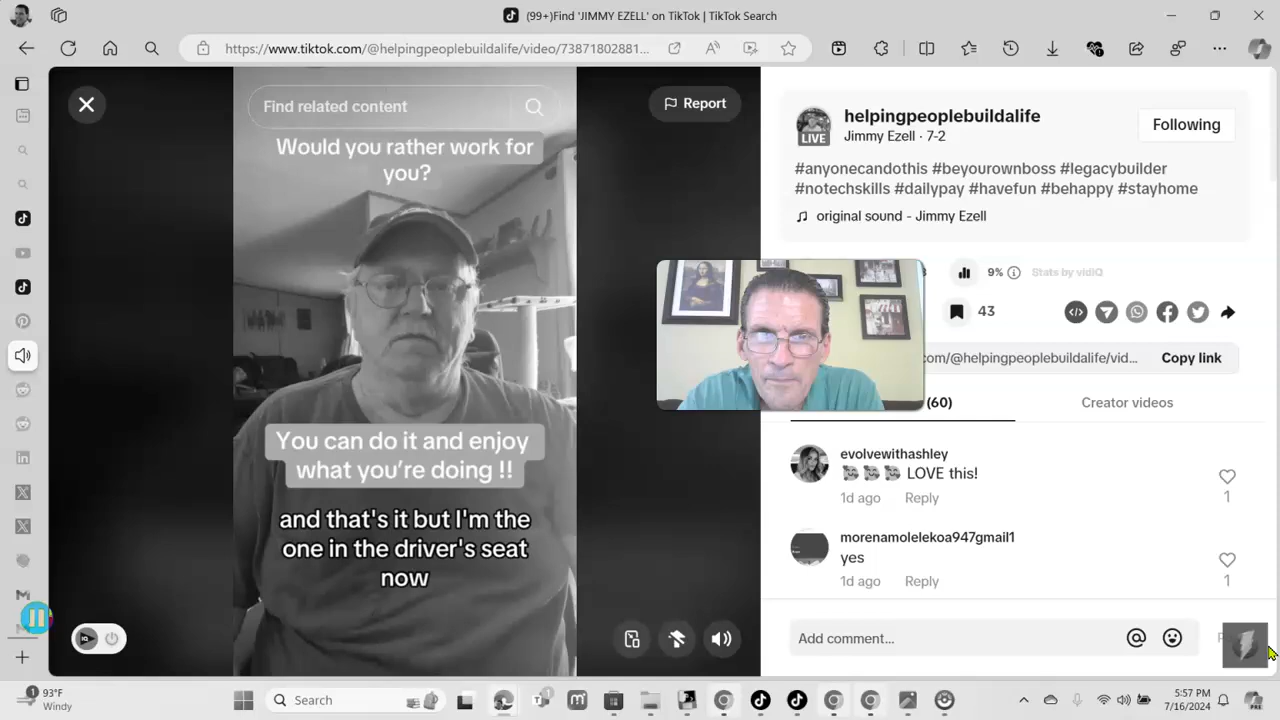 (99+)Find 'JIMMY EZELL' on TikTok | TikTok Search
https://www.tiktok.com/@helpingpeoplebuildalife/video/73871802881...
Find related content
Report
Would you rather work for
you?
You can do it and enjoy
what you're doing !!
and that's it but I'm the
one in the driver's seat
now
helpingpeoplebuildalife
LIVE
Jimmy Ezell · 7-2
Following
#anyonecandothis #beyourownboss #legacybuilder
#notechskills #dailypay #havefun #behappy #stayhome
original sound - Jimmy Ezell
9%
Stats by vidIQ
43
com/@helpingpeoplebuildalife/vid...
Copy link
(60)
Creator videos
evolvewithashley
LOVE this!
1d ago
Reply
1
morenamolelekoa947gmail1
yes
1d ago
Reply
1
Add comment...
1
93°F
Windy
Search
5:57 PM
7/16/2024